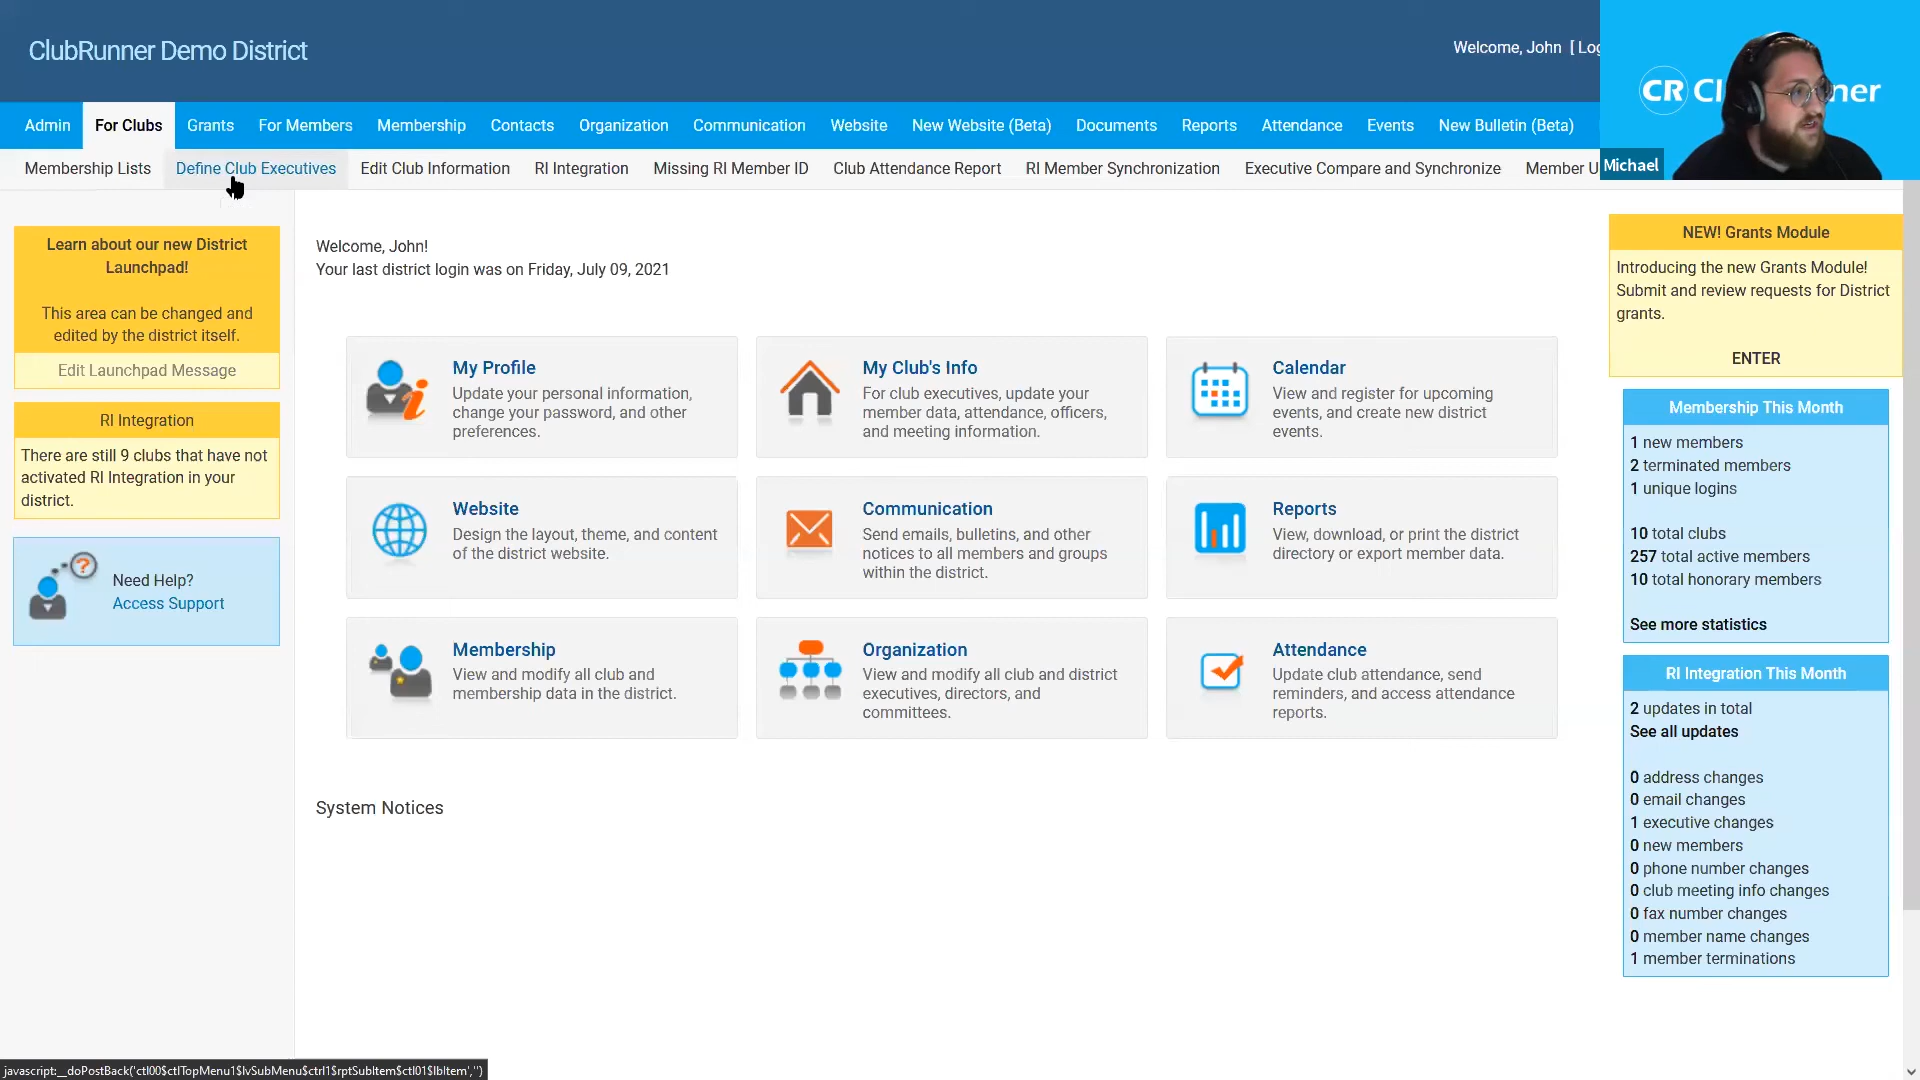 ClubRunner Demo District
Welcome, John [ Log
CR Cl ner
Admin For Clubs Grants For Members Membership Contacts Organization Communication Website New Website (Beta) Documents Reports Attendance Events New Bulletin (Beta)
Membership Lists Define Club Executives Edit Club Information RI Integration Missing RI Member ID Club Attendance Report RI Member Synchronization Executive Compare and Synchronize Member U
Michael
Learn about our new District
Launchpad!
This area can be changed and
edited by the district itself.
Edit Launchpad Message
RI Integration
There are still 9 clubs that have not
activated RI Integration in your
district.
Need Help?
Access Support
Welcome, John!
Your last district login was on Friday, July 09, 2021
My Profile
Update your personal information,
change your password, and other
preferences.
My Club's Info
For club executives, update your
member data, attendance, officers,
and meeting information.
Calendar
View and register for upcoming
events, and create new district
events.
Website
Design the layout, theme, and content
of the district website.
Communication
Send emails, bulletins, and other
notices to all members and groups
within the district.
Reports
View, download, or print the district
directory or export member data.
Membership
View and modify all club and
membership data in the district.
Organization
View and modify all club and district
executives, directors, and
committees.
Attendance
Update club attendance, send
reminders, and access attendance
reports.
System Notices
NEW! Grants Module
Introducing the new Grants Module!
Submit and review requests for District
grants.
ENTER
Membership This Month
1 new members
2 terminated members
1 unique logins
10 total clubs
257 total active members
10 total honorary members
See more statistics
RI Integration This Month
2 updates in total
See all updates
0 address changes
0 email changes
1 executive changes
0 new members
0 phone number changes
0 club meeting info changes
0 fax number changes
0 member name changes
1 member terminations
javascript:__doPostBack('ctl00$ctlTopMenu1$lvSubMenu$ctrl1$rptSubItem$ctl01$lbItem','')